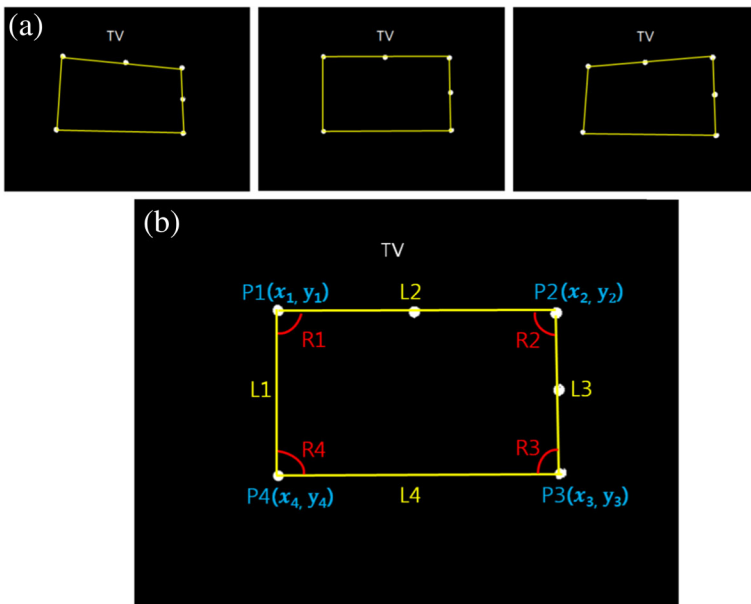 (a)
TV
TV
TV
(b)
TV
P1(x₁, y₁) L2 P2(x₂, y₂)
R1 R2
L1 L3
R4 R3
P4(x₄, y₄) L4 P3(x₃, y₃)